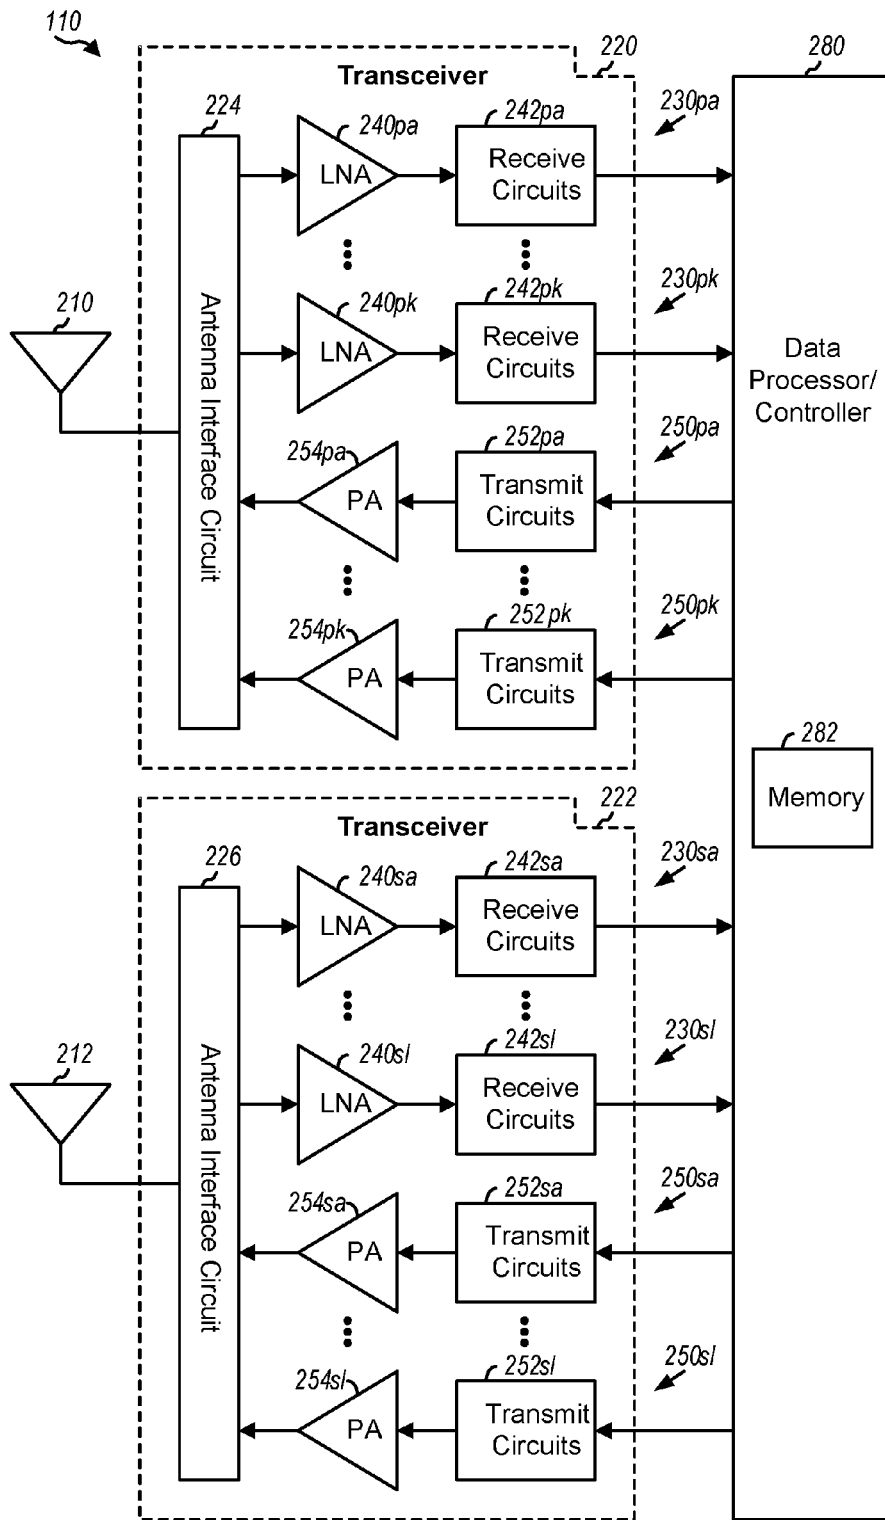 110
220
280
Transceiver
224
240pa
242pa
230pa
LNA
Receive
Circuits
210
240pk
242pk
230pk
LNA
Receive
Circuits
Data
Processor/
Controller
Antenna Interface Circuit
254pa
252pa
250pa
PA
Transmit
Circuits
254pk
252pk
250pk
PA
Transmit
Circuits
282
Memory
222
Transceiver
226
240sa
242sa
230sa
LNA
Receive
Circuits
212
240sl
242sl
230sl
LNA
Receive
Circuits
Antenna Interface Circuit
254sa
252sa
250sa
PA
Transmit
Circuits
254sl
252sl
250sl
PA
Transmit
Circuits